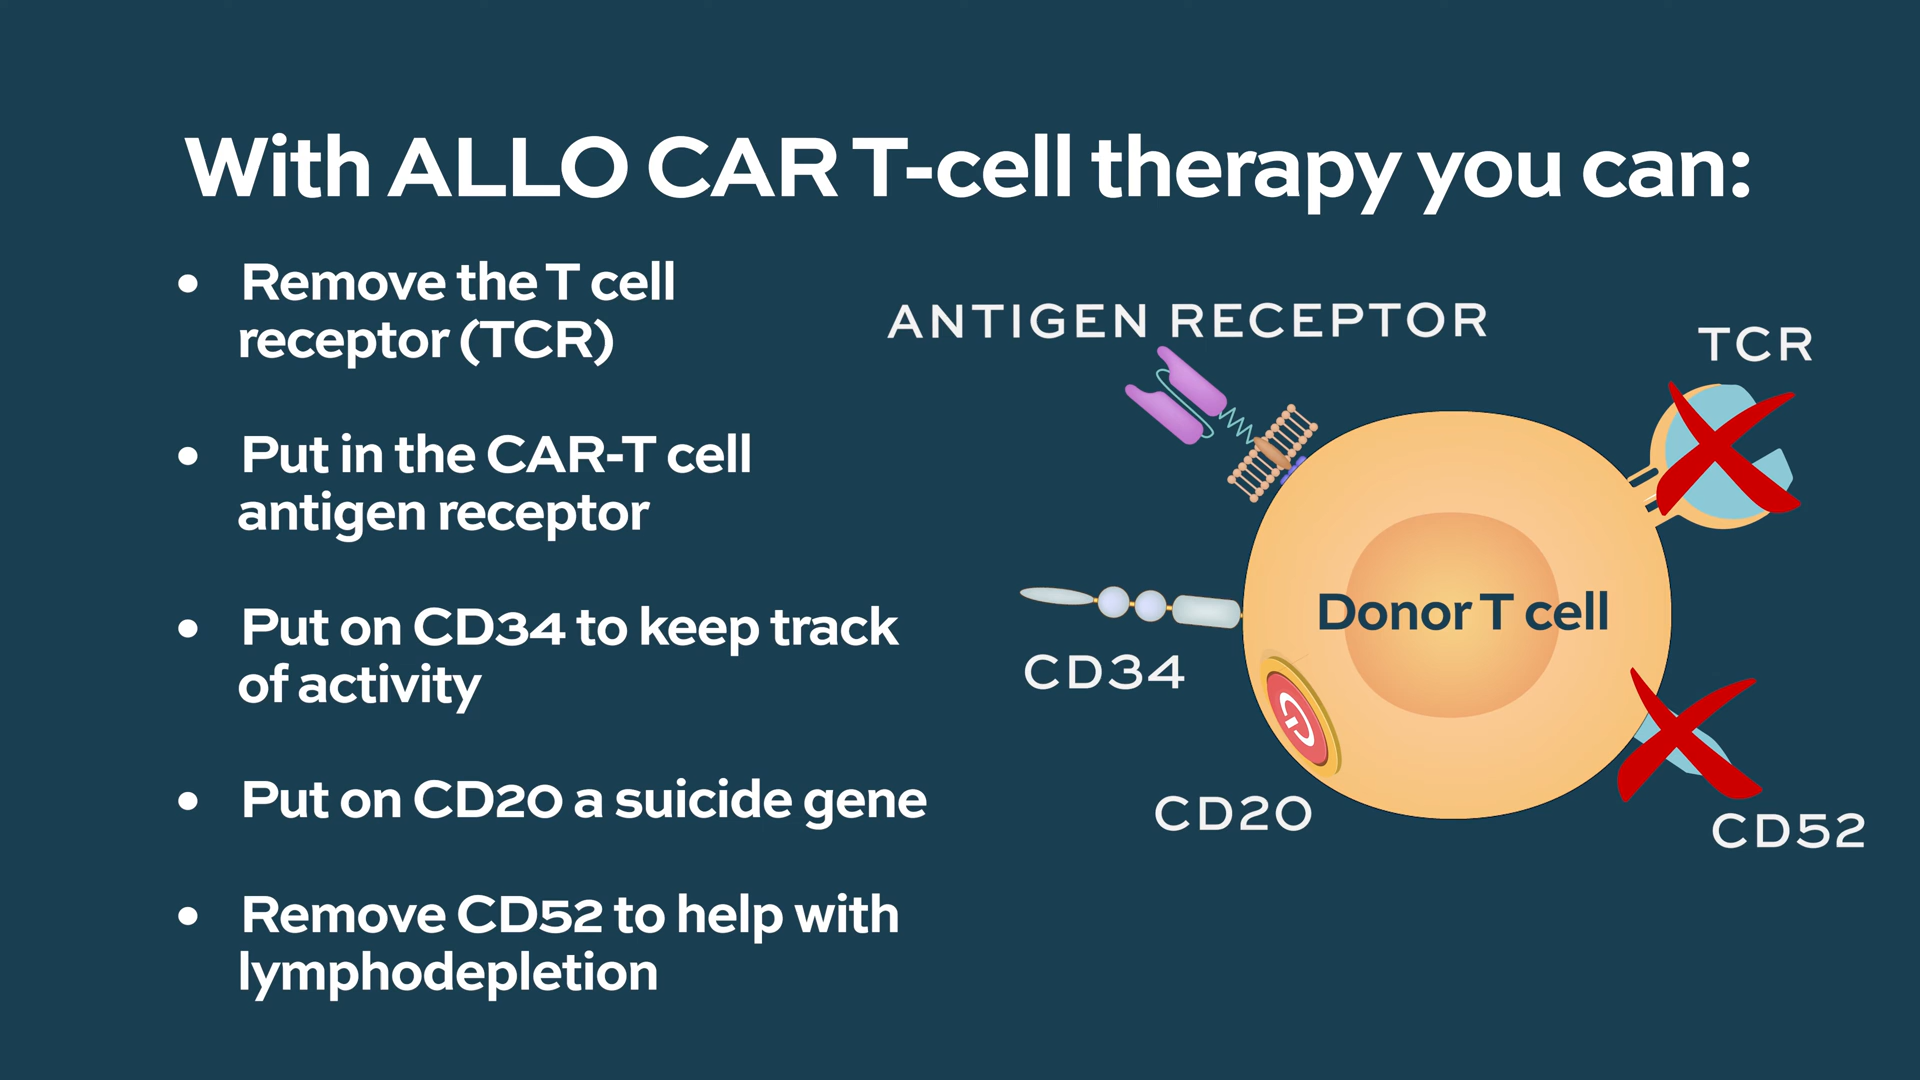 With ALLO CAR T-cell therapy you can:
• Remove the T cell
receptor (TCR)
• Put in the CAR-T cell
antigen receptor
• Put on CD34 to keep track
of activity
• Put on CD20 a suicide gene
• Remove CD52 to help with
lymphodepletion
ANTIGEN RECEPTOR
TCR
Donor T cell
CD34
CD20
CD52